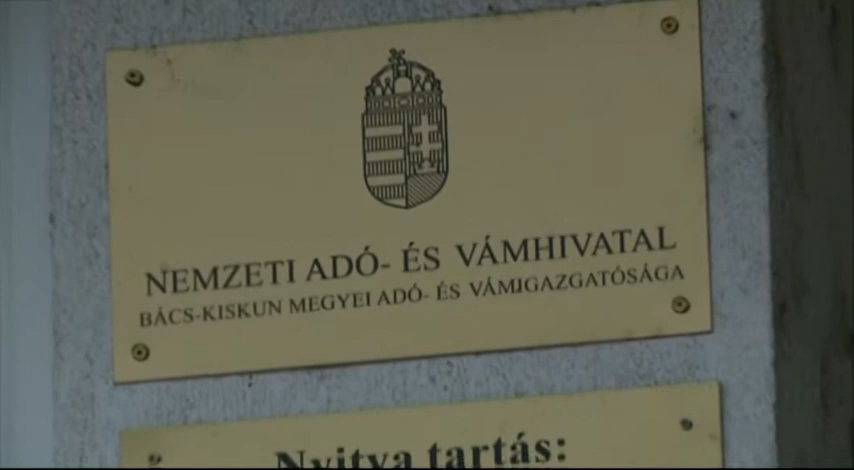 NEMZETI ADÓ- ÉS VÁMHIVATAL
BÁCS-KISKUN MEGYEI ADÓ- ÉS VÁMIGAZGATÓSÁGA
Nyitva tartás: